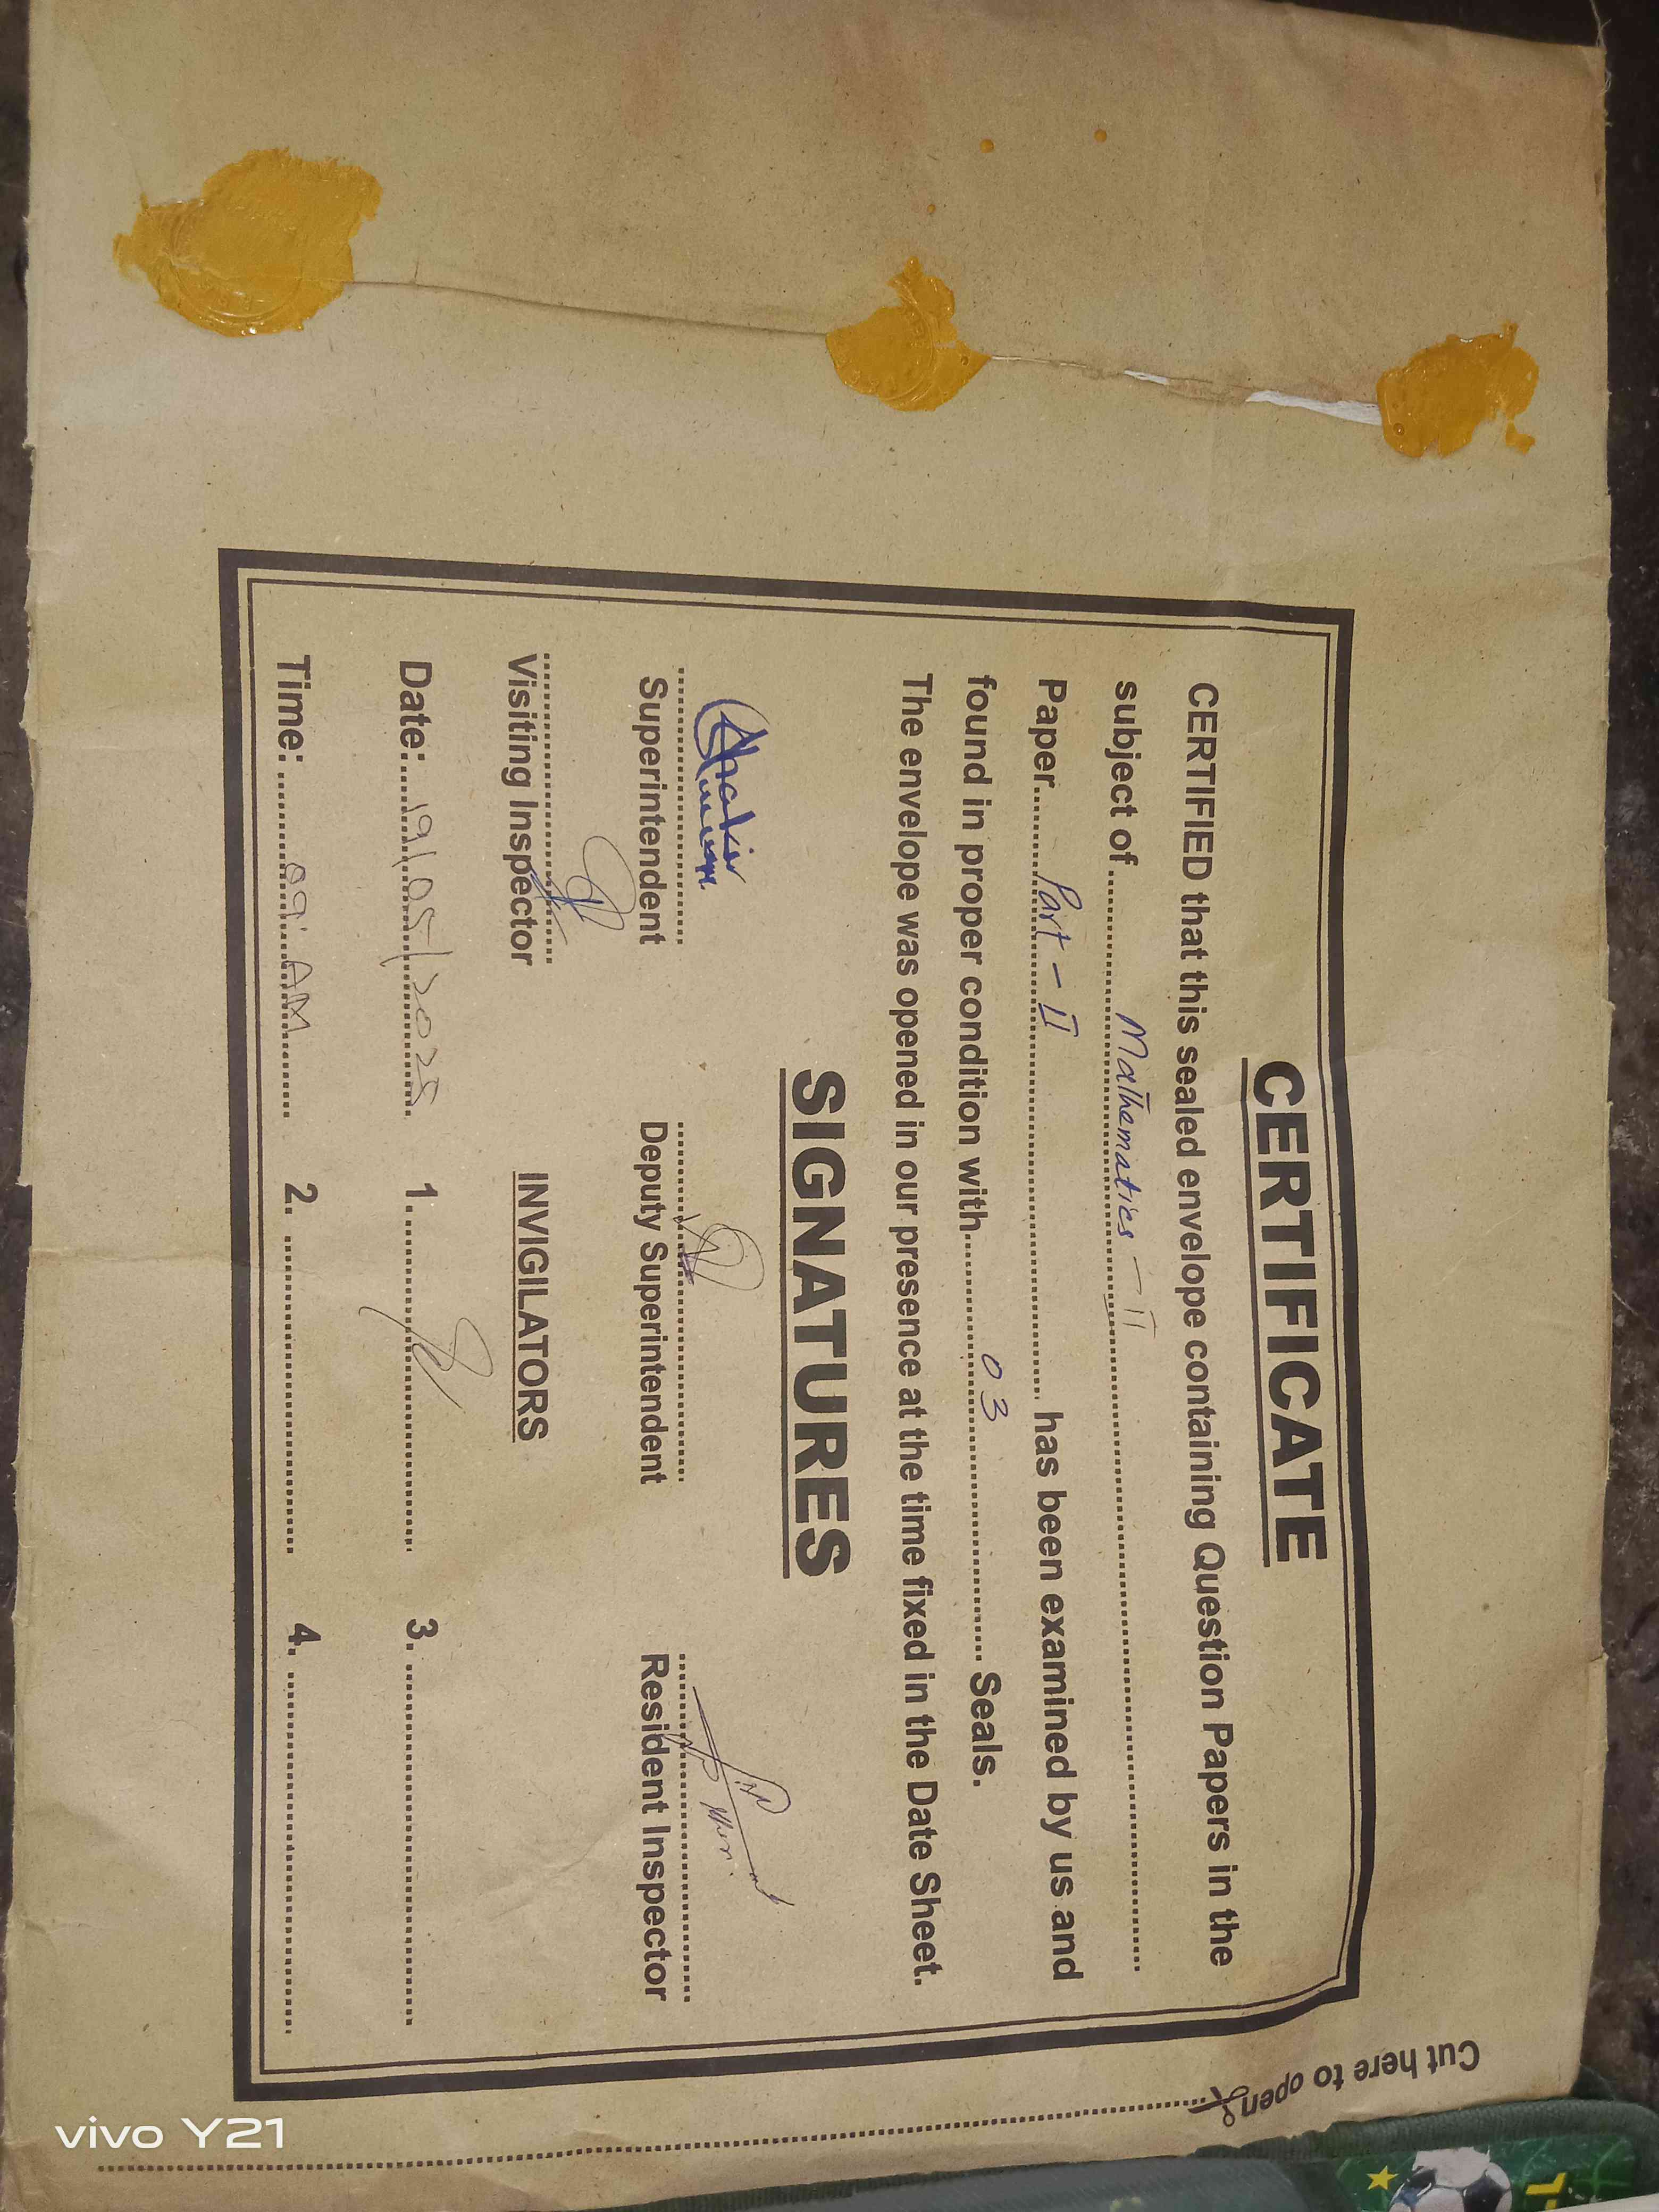 CERTIFICATE
CERTIFIED that this sealed envelope containing Question Papers in the
subject of Mathematics - II
Paper Part - II has been examined by us and
found in proper condition with 03 Seals.
The envelope was opened in our presence at the time fixed in the Date Sheet.
SIGNATURES
Superintendent Deputy Superintendent Resident Inspector
Visiting Inspector INVIGILATORS
Date: 19/05/2025 1. 3.
Time: 09: AM 2. 4.
Cut here to open
vivo Y21